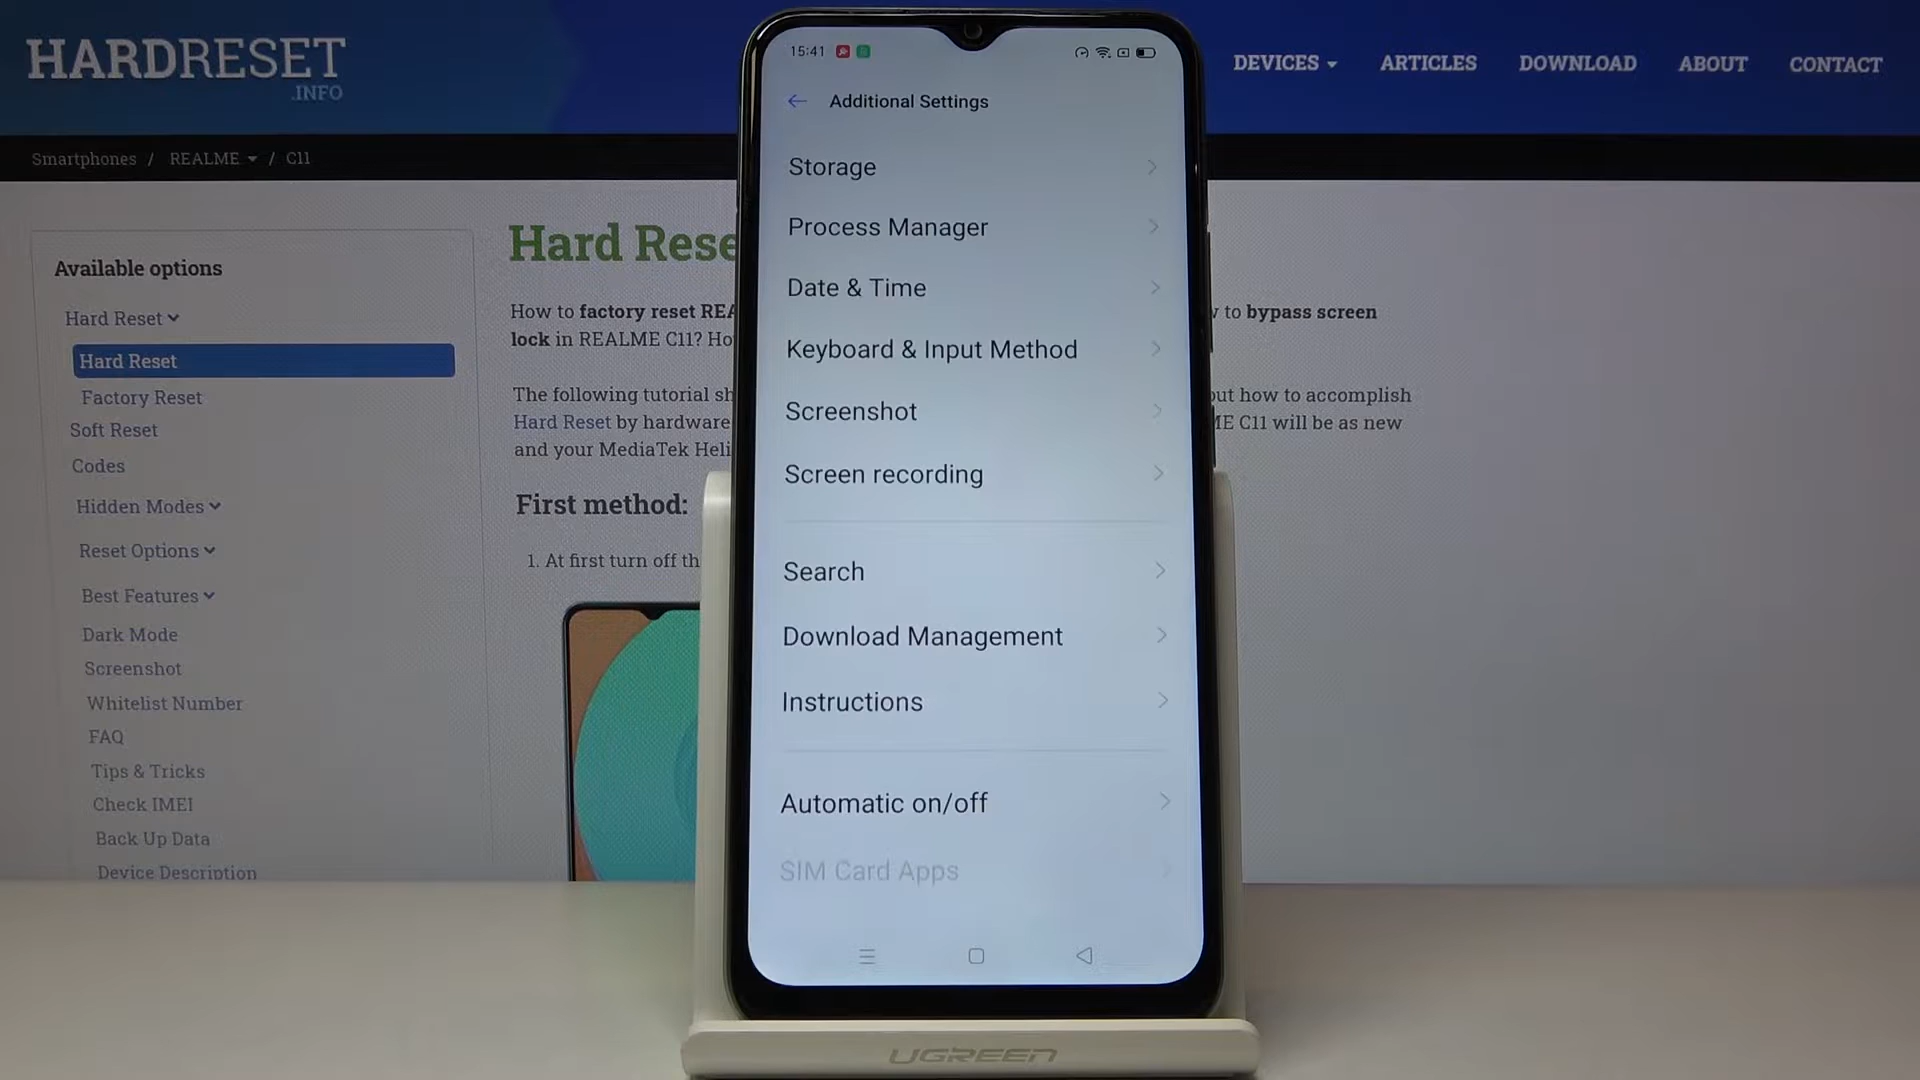 HARDRESET
.INFO
DEVICES
ARTICLES
DOWNLOAD
ABOUT
CONTACT
Smartphones / REALME / C11
Available options
Hard Reset
Hard Reset
Factory Reset
Soft Reset
Codes
Hidden Modes
Reset Options
Best Features
Dark Mode
Screenshot
Whitelist Number
FAQ
Tips & Tricks
Check IMEI
Back Up Data
Device Description
Hard Rese
How to factory reset REA
to bypass screen
lock in REALME C11? Ho
The following tutorial sh
out how to accomplish
Hard Reset by hardware
C11 will be as new
and your MediaTek Heli
First method:
1. At first turn off th
15:41
Additional Settings
Storage
Process Manager
Date & Time
Keyboard & Input Method
Screenshot
Screen recording
Search
Download Management
Instructions
Automatic on/off
SIM Card Apps
UGREEN